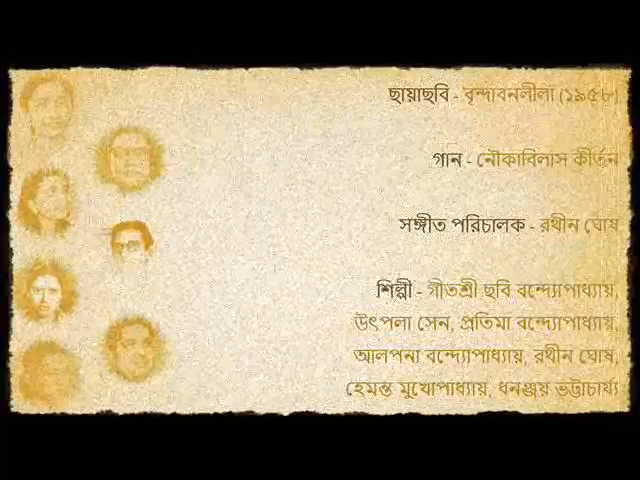 ছায়াছবি - বৃন্দাবনলীলা (১৯৫৮)
গান - নৌকাবিলাস কীর্তন
সঙ্গীত পরিচালক - রথীন ঘোষ
শিল্পী - গীতশ্রী ছবি বন্দ্যোপাধ্যায়,
উৎপলা সেন, প্রতিমা বন্দ্যোপাধ্যায়,
আলপনা বন্দ্যোপাধ্যায়, রথীন ঘোষ,
হেমন্ত মুখোপাধ্যায়, ধনঞ্জয় ভট্টাচার্য্য